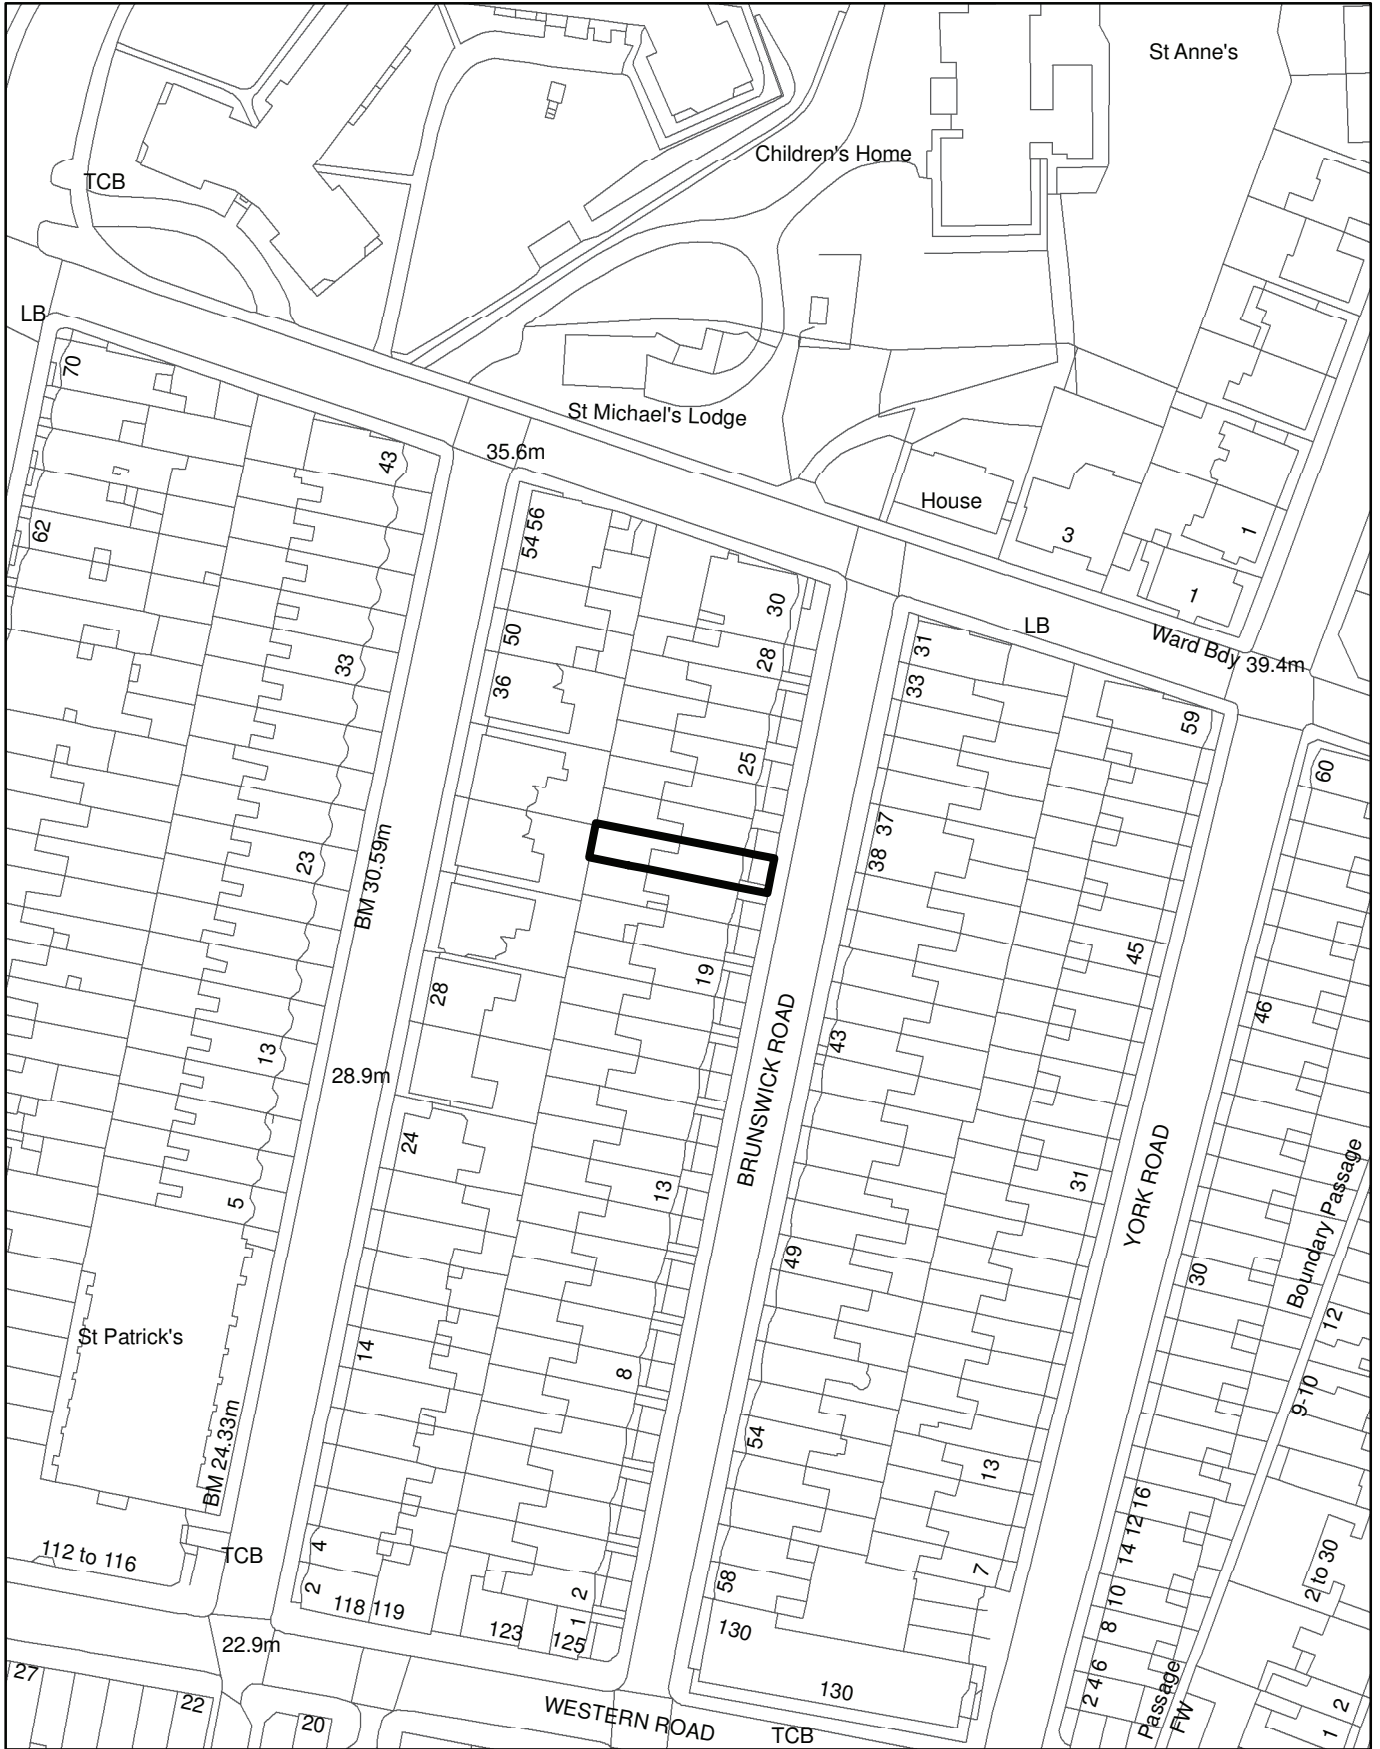 St Anne's
Children's Home
TCB
LB
70
St Michael's Lodge
43
35.6m
House
54 56
3
1
62
1
30
LB
Ward Bdy
39.4m
50
31
28
33
36
33
59
25
60
37
38
23
BM 30.59m
45
19
28
46
43
13
28.9m
BRUNSWICK ROAD
24
13
31
YORK ROAD
Boundary Passage
5
49
30
12
St Patrick's
14
8
9-10
54
BM 24.33m
13
16
12
14
4
112 to 116
TCB
2 to 30
7
2
118
119
2
58
10
1
123
125
130
8
22.9m
6
4
2
27
22
20
130
WESTERN ROAD
TCB
Passage
FW
2
1